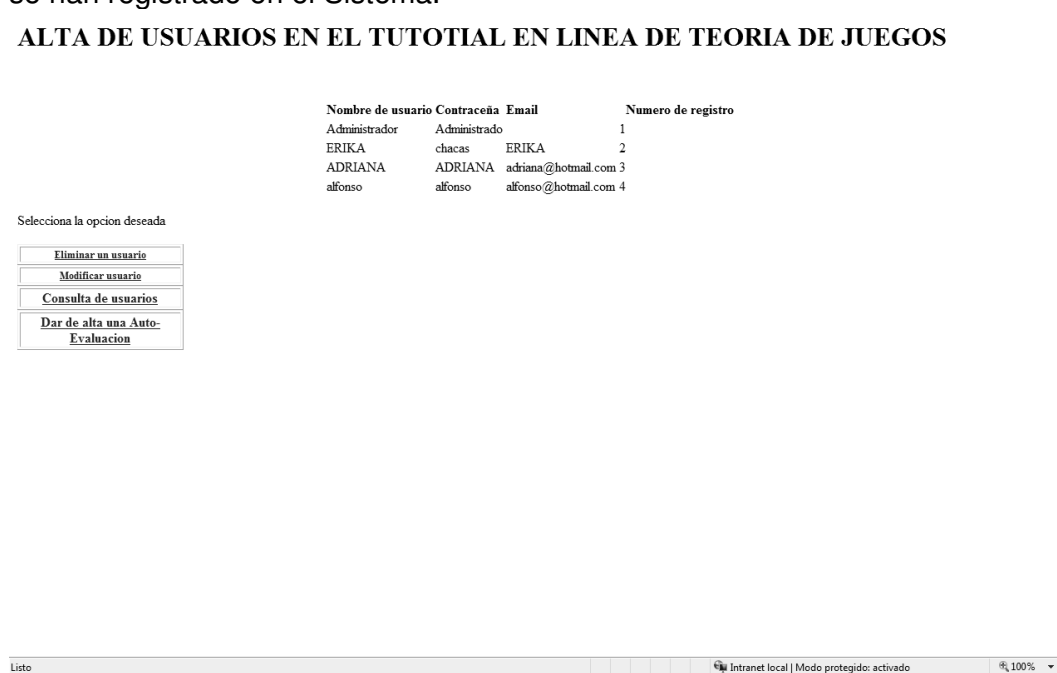 se han registrado en el Sistema.
ALTA DE USUARIOS EN EL TUTOTIAL EN LINEA DE TEORIA DE JUEGOS
Nombre de usuario Contraceña Email Numero de registro
Administrador Administrado 1
ERIKA chacas ERIKA 2
ADRIANA ADRIANA adriana@hotmail.com 3
alfonso alfonso alfonso@hotmail.com 4
Selecciona la opcion deseada
Eliminar un usuario
Modificar usuario
Consulta de usuarios
Dar de alta una Auto-
Evaluacion
Listo Intranet local | Modo protegido: activado 100%